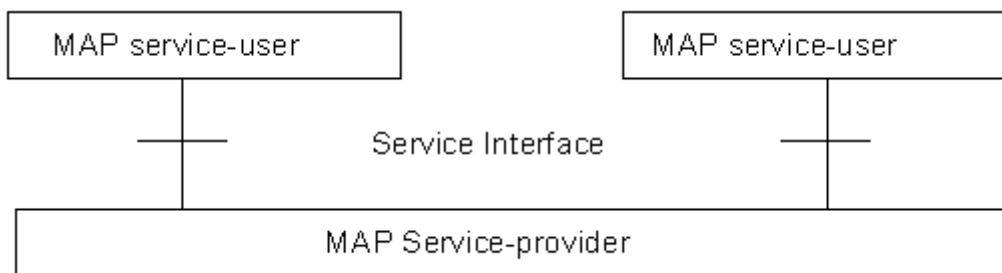 MAP service-user
MAP service-user
Service Interface
MAP Service-provider